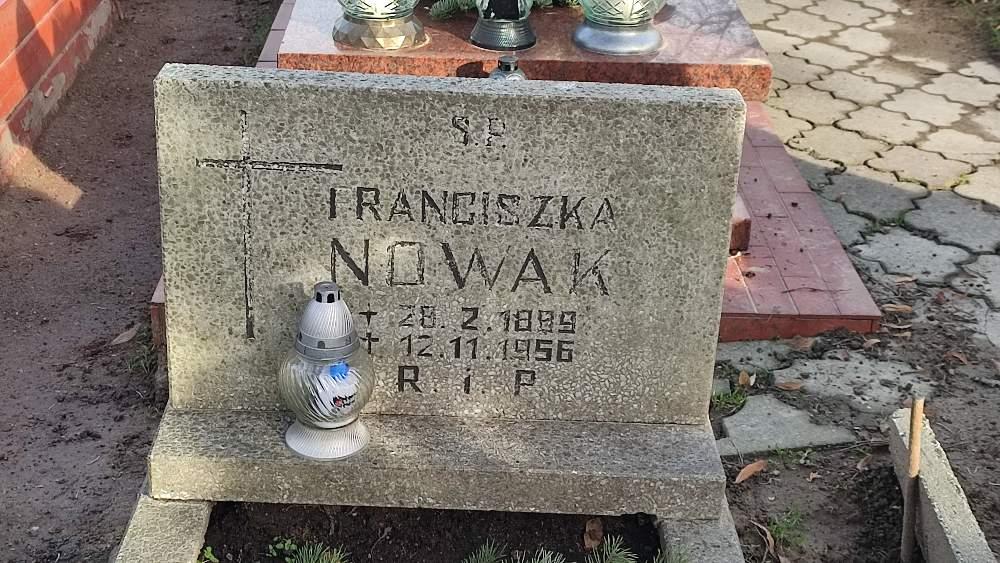 Ś.P.
FRANCISZKA
NOWAK
+ 28.2.1889
+ 12.11.1956
R.i P